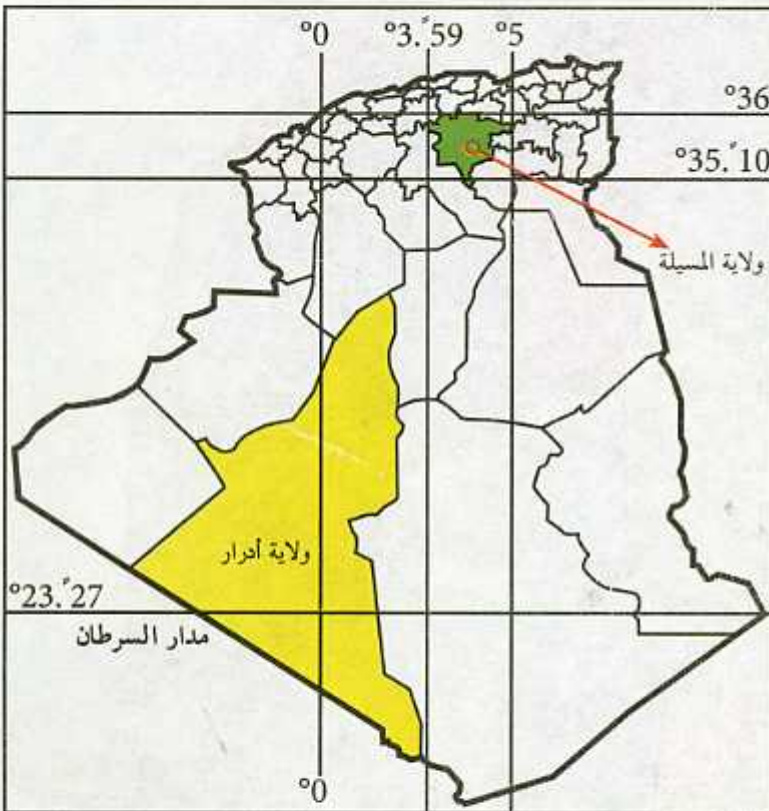 °0
°3.´59
°5
°36
°35.´10
ولاية المسيلة
ولاية أدرار
°23.´27
مدار السرطان
°0